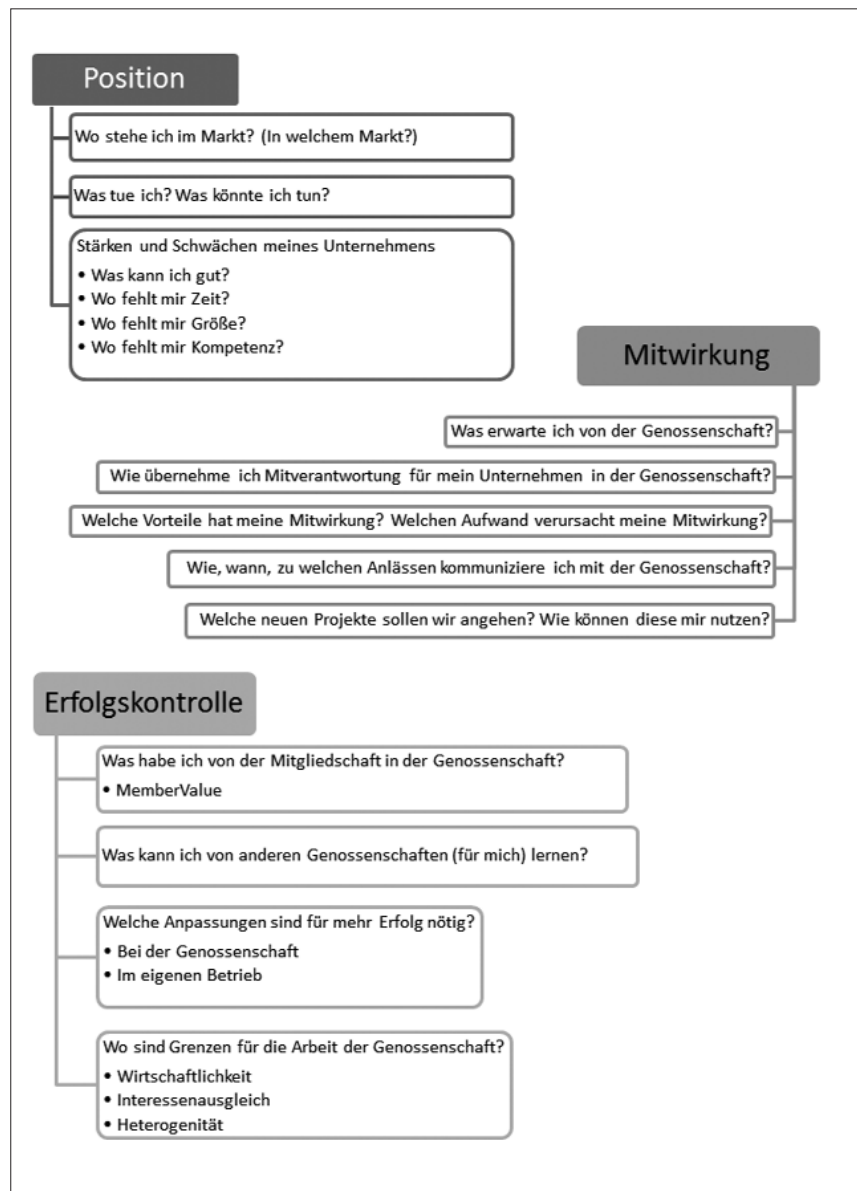 Position
Wo stehe ich im Markt? (In welchem Markt?)
Was tue ich? Was könnte ich tun?
Stärken und Schwächen meines Unternehmens
• Was kann ich gut?
• Wo fehlt mir Zeit?
• Wo fehlt mir Größe?
• Wo fehlt mir Kompetenz?
Mitwirkung
Was erwarte ich von der Genossenschaft?
Wie übernehme ich Mitverantwortung für mein Unternehmen in der Genossenschaft?
Welche Vorteile hat meine Mitwirkung? Welchen Aufwand verursacht meine Mitwirkung?
Wie, wann, zu welchen Anlässen kommuniziere ich mit der Genossenschaft?
Welche neuen Projekte sollen wir angehen? Wie können diese mir nutzen?
Erfolgskontrolle
Was habe ich von der Mitgliedschaft in der Genossenschaft?
• MemberValue
Was kann ich von anderen Genossenschaften (für mich) lernen?
Welche Anpassungen sind für mehr Erfolg nötig?
• Bei der Genossenschaft
• Im eigenen Betrieb
Wo sind Grenzen für die Arbeit der Genossenschaft?
• Wirtschaftlichkeit
• Interessenausgleich
• Heterogenität